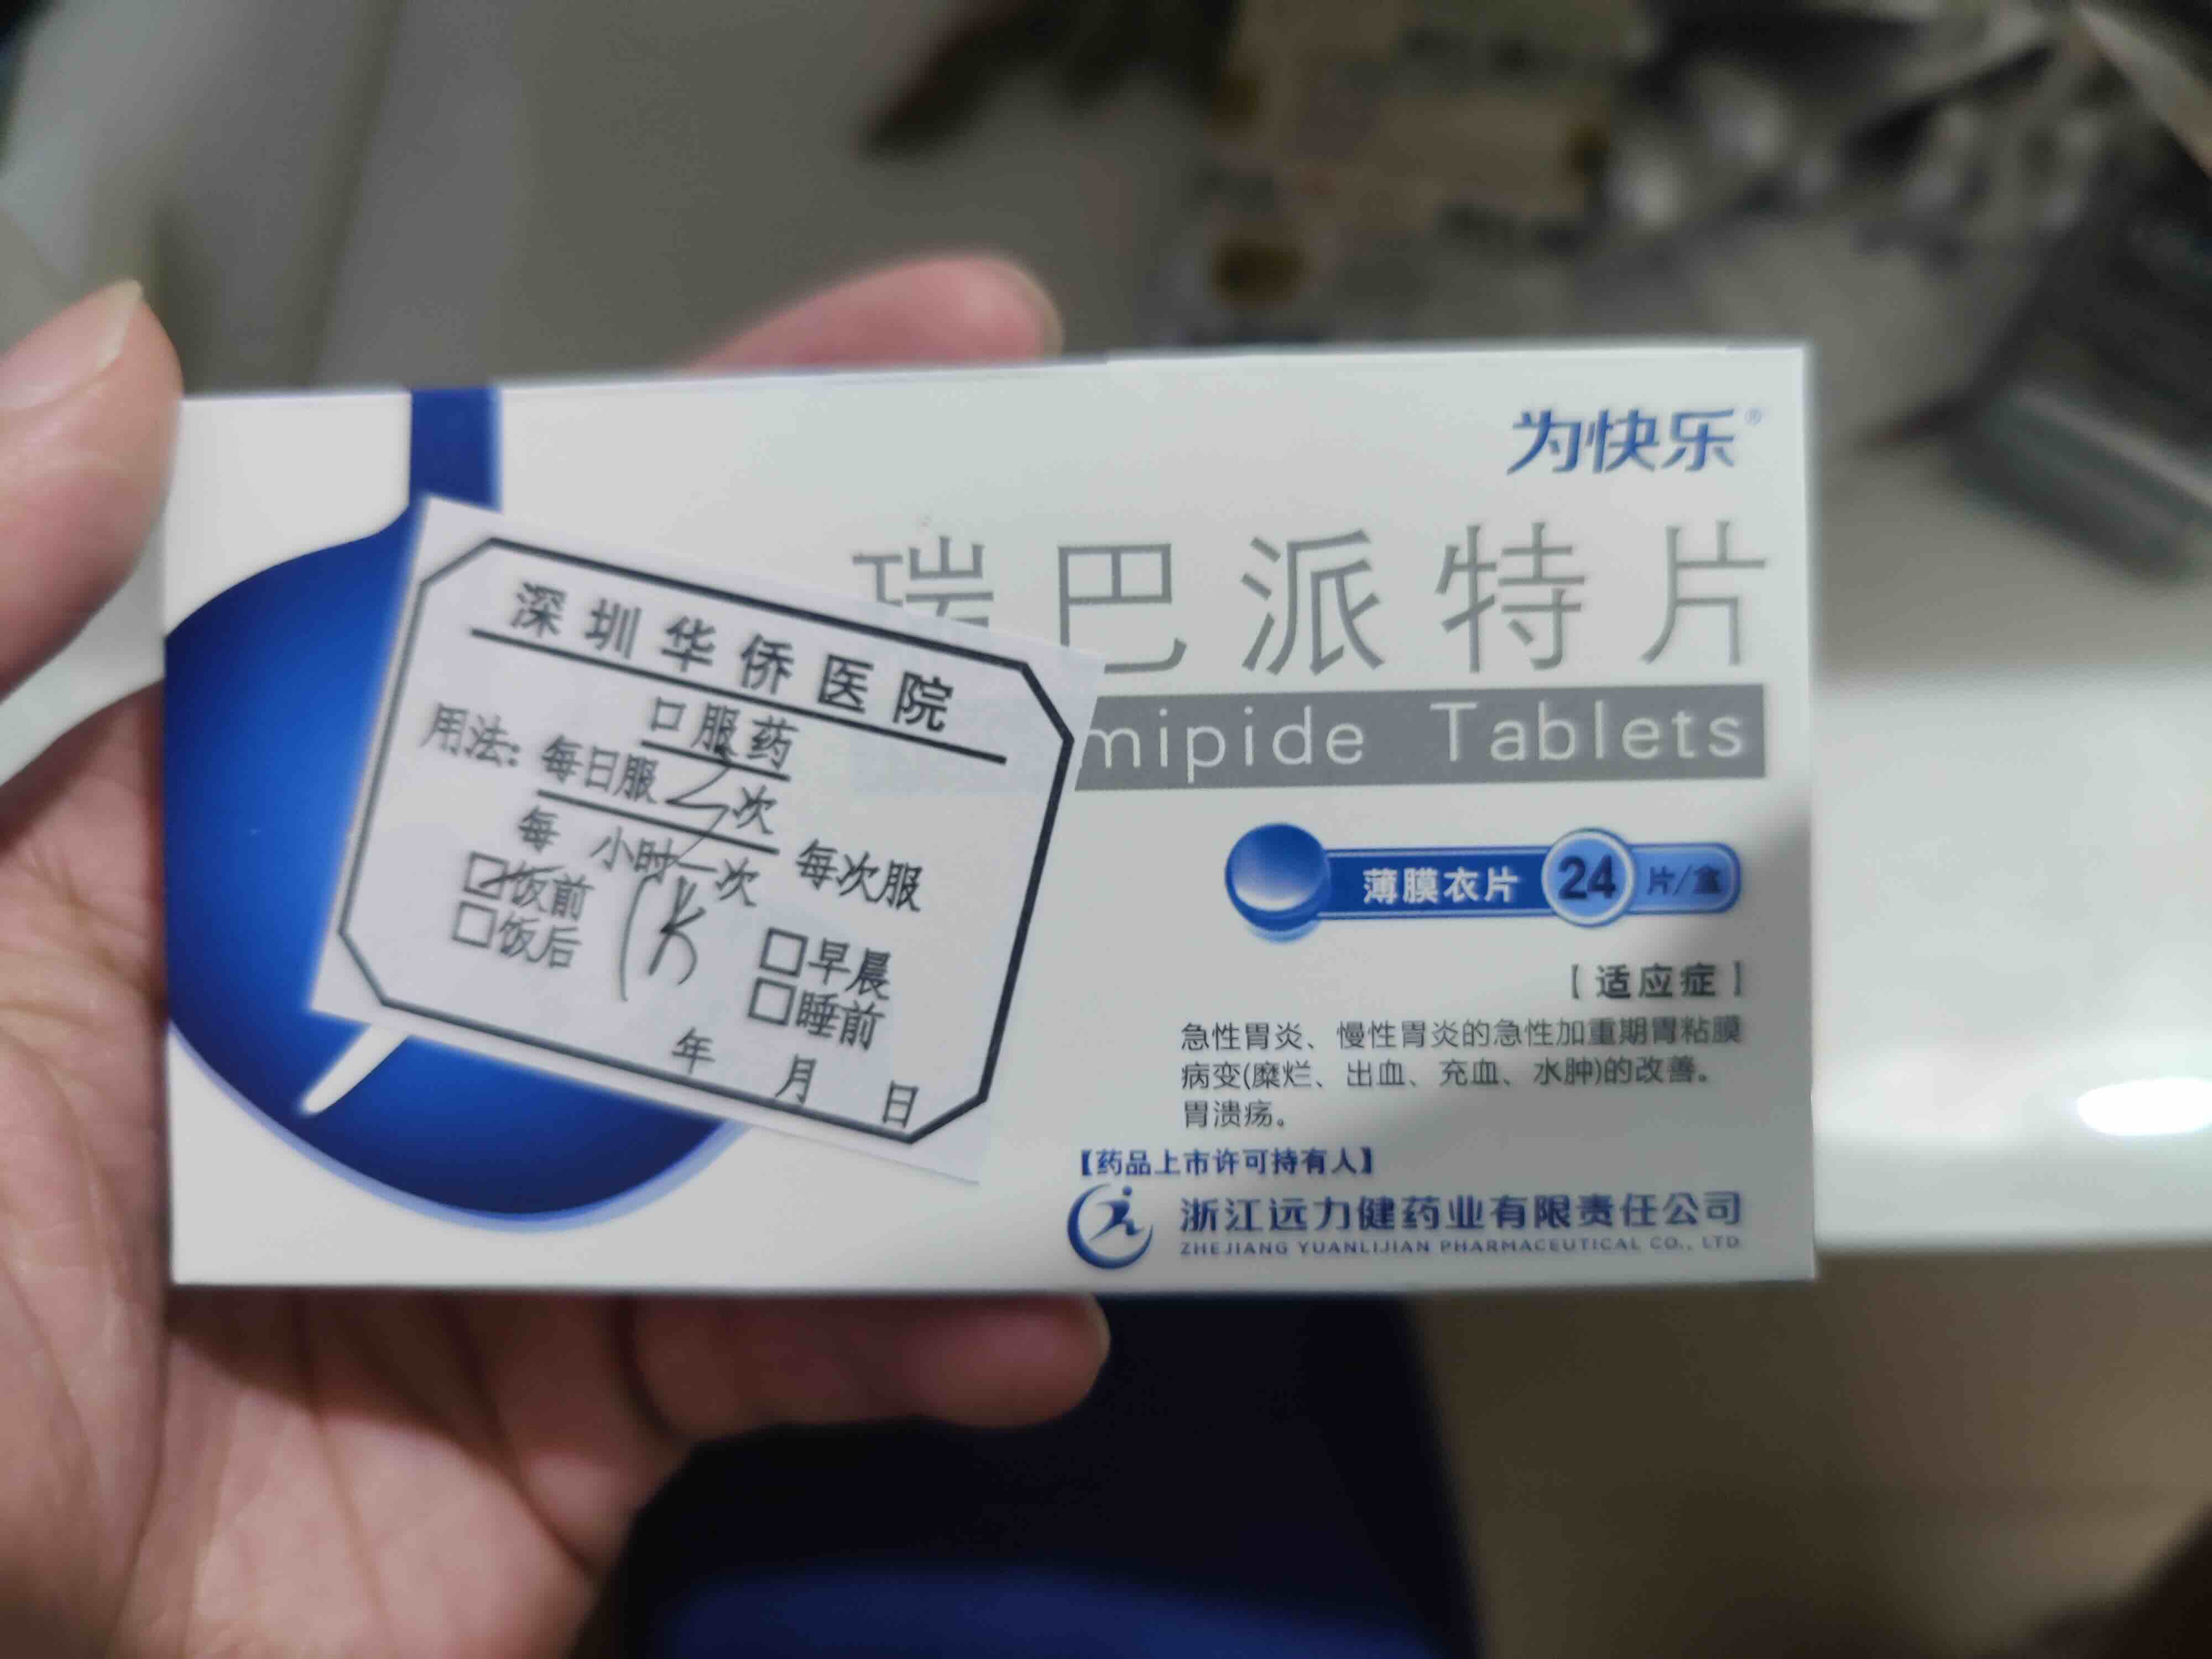 为快乐®
瑞巴派特片
mipide Tablets
薄膜衣片 24 片/盒
【适应症】
急性胃炎、慢性胃炎的急性加重期胃粘膜
病变(糜烂、出血、充血、水肿)的改善。
胃溃疡。
【药品上市许可持有人】
浙江远力健药业有限责任公司
ZHEJIANG YUANLIJIAN PHARMACEUTICAL CO., LTD
深圳华侨医院
口服药
用法: 每日服 次
每 小时一次 每次服
饭前
饭后
早晨
睡前
年 月 日